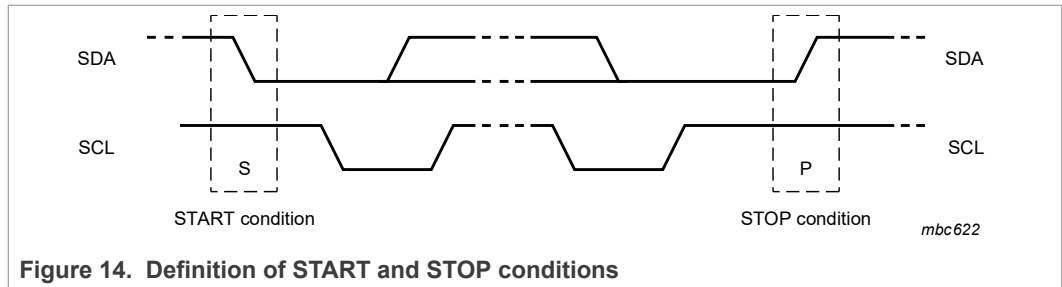 SDA
SDA
SCL
SCL
S
P
START condition
STOP condition
mbc622
Figure 14. Definition of START and STOP conditions